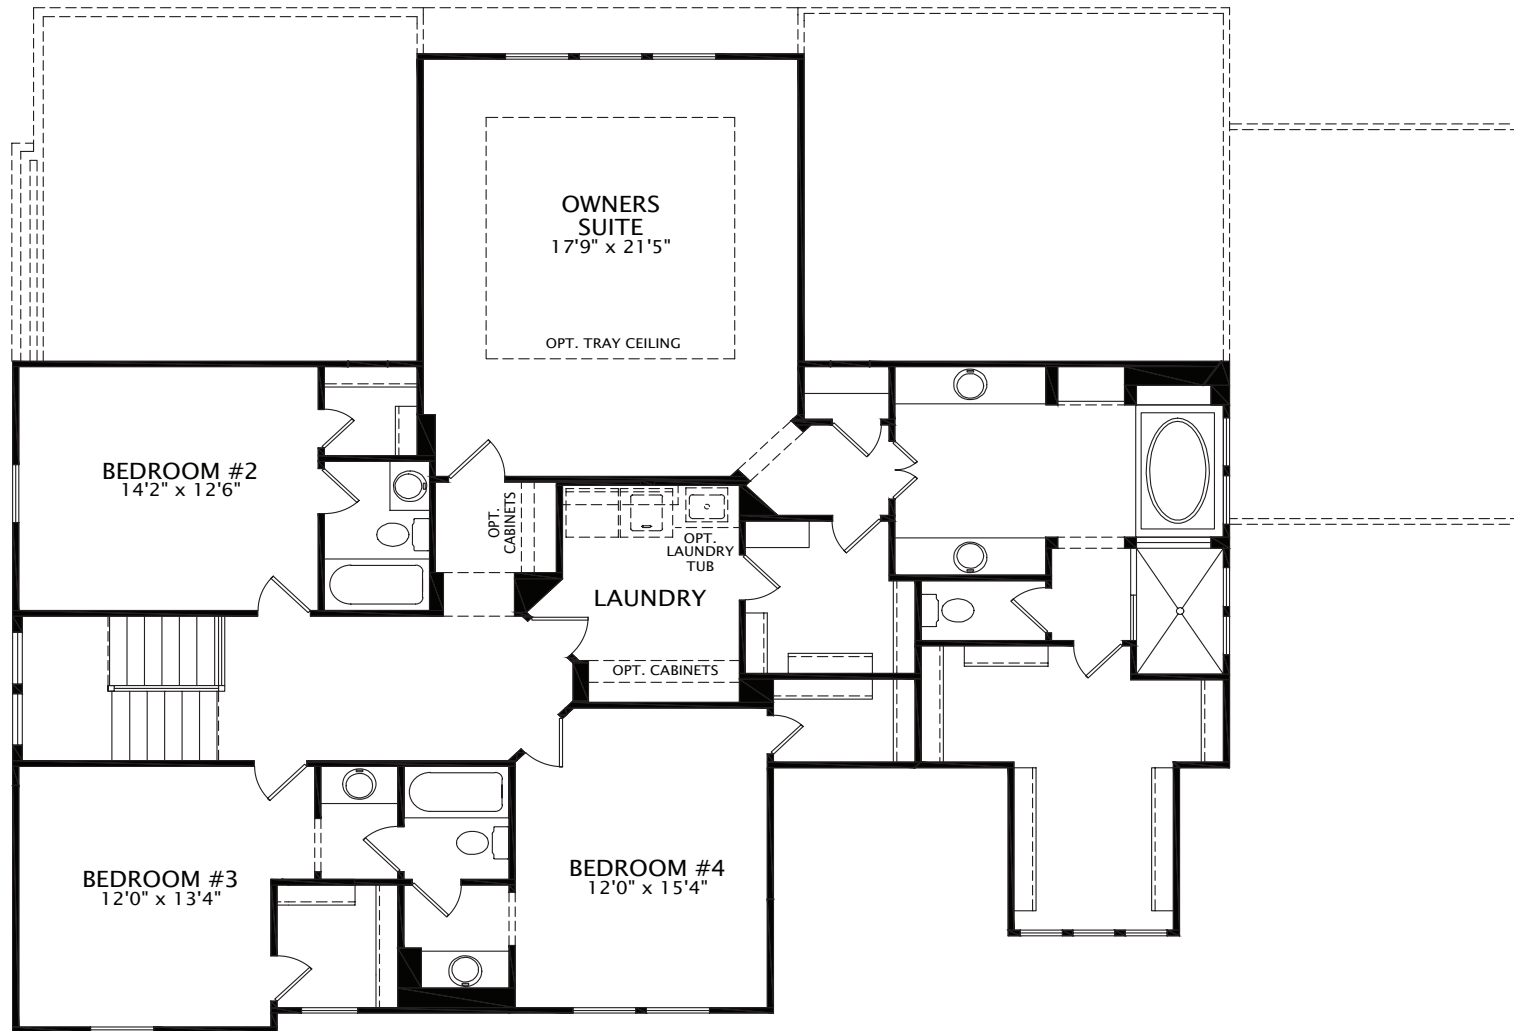 OWNERS
SUITE
17'9" x 21'5"
OPT. TRAY CEILING
BEDROOM #2
14'2" x 12'6"
OPT.
CABINETS
OPT.
LAUNDRY
TUB
LAUNDRY
OPT. CABINETS
BEDROOM #3
12'0" x 13'4"
BEDROOM #4
12'0" x 15'4"